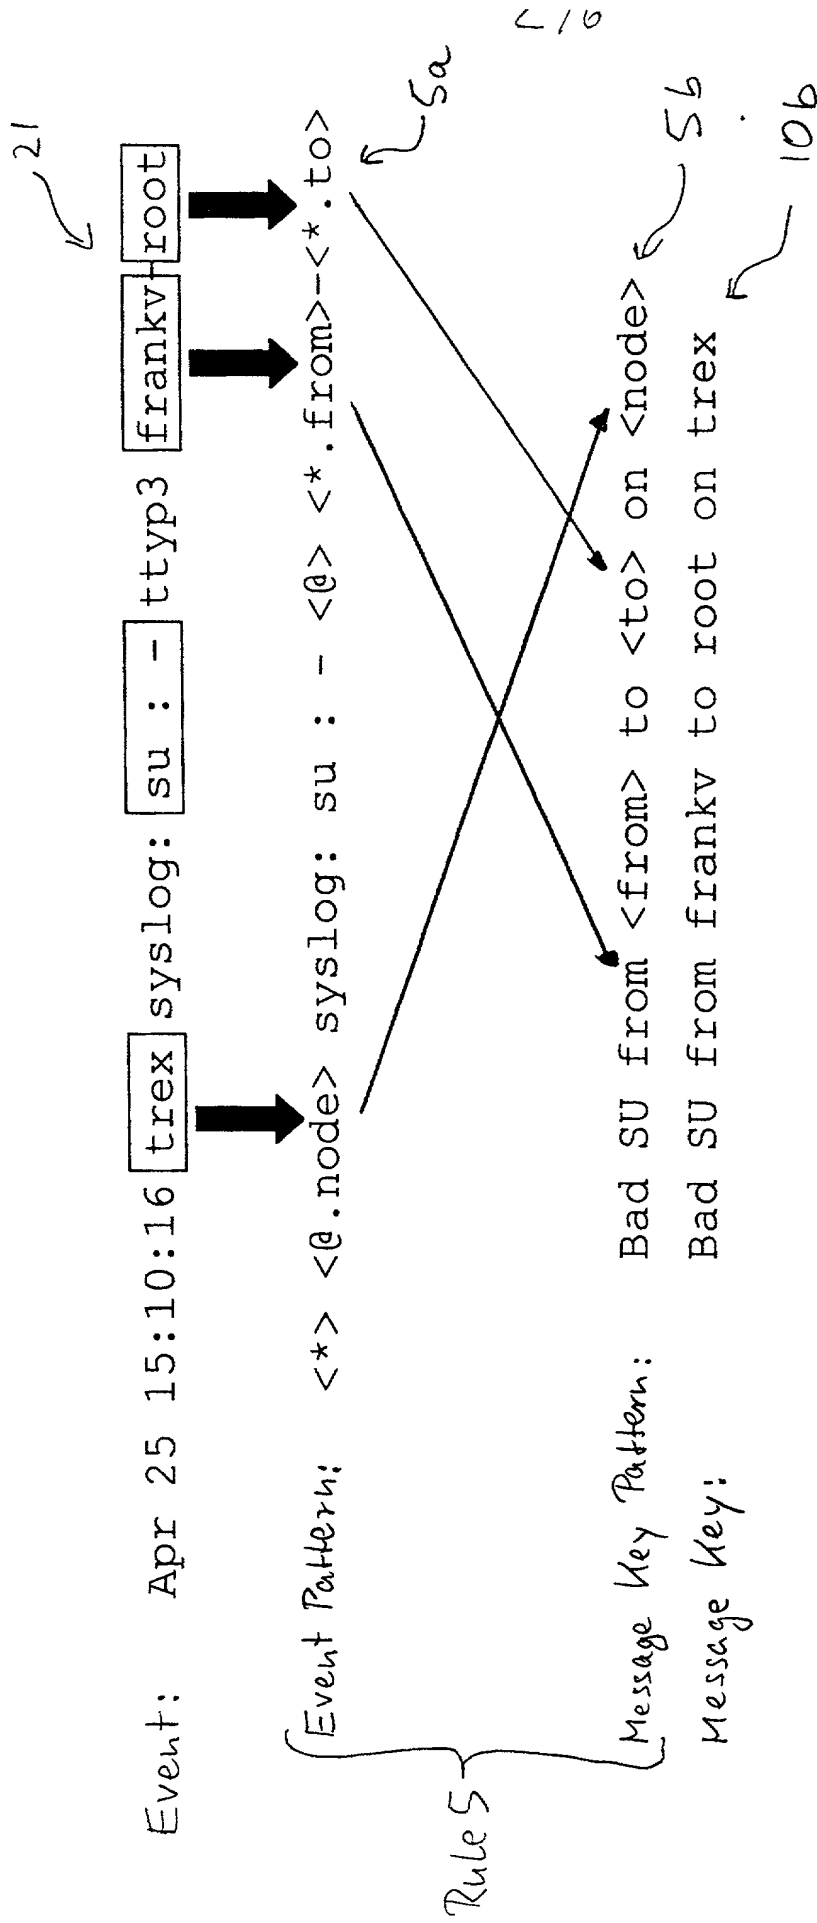 21
Event: Apr 25 15:10:16 trex syslog: su : - ttyp3 frankv-root
Event Pattern: <*> <@.node> syslog: su : - <@> <*.from>-<*.to>
5a
Rule 5
Message Key Pattern: Bad SU from <from> to <to> on <node>
5b
Message Key: Bad SU from frankv to root on trex
10b